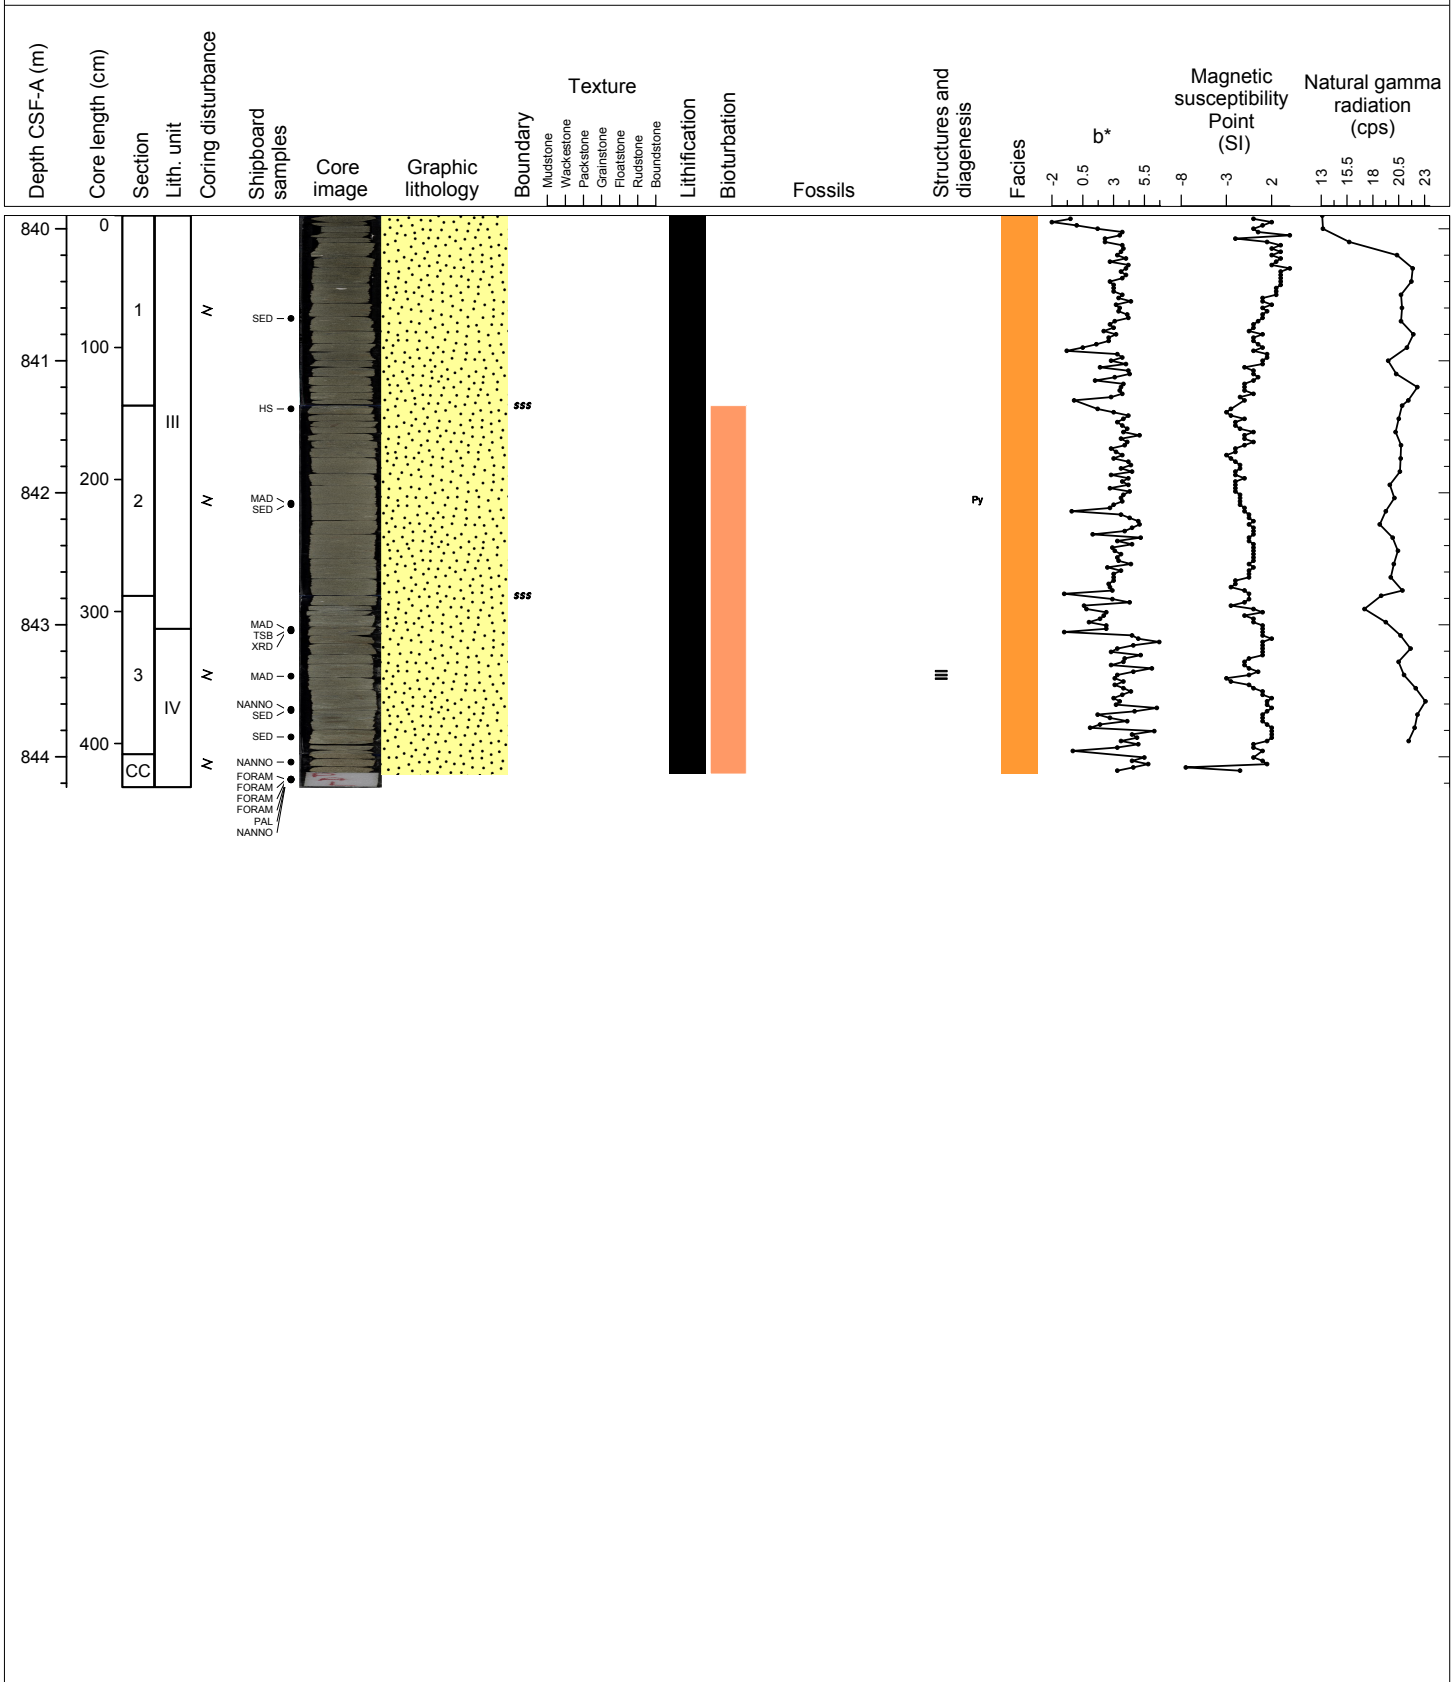 Depth CSF-A (m)
Core length (cm)
Section
Lith. unit
Coring disturbance
Shipboard
samples
Core
image
Graphic
lithology
Boundary
Texture
Mudstone
Wackestone
Packstone
Grainstone
Floatstone
Rudstone
Boundstone
Lithification
Bioturbation
Fossils
Structures and
diagenesis
Facies
b*
-2
0.5
3
5.5
Magnetic
susceptibility
Point
(SI)
-8
-3
2
Natural gamma
radiation
(cps)
13
15.5
18
20.5
23
840
841
842
843
844
0
100
200
300
400
1
2
3
CC
III
IV
SED
HS
MAD
SED
MAD
TSB
XRD
MAD
NANNO
SED
SED
NANNO
FORAM
FORAM
FORAM
FORAM
PAL
NANNO
sss
sss
Py